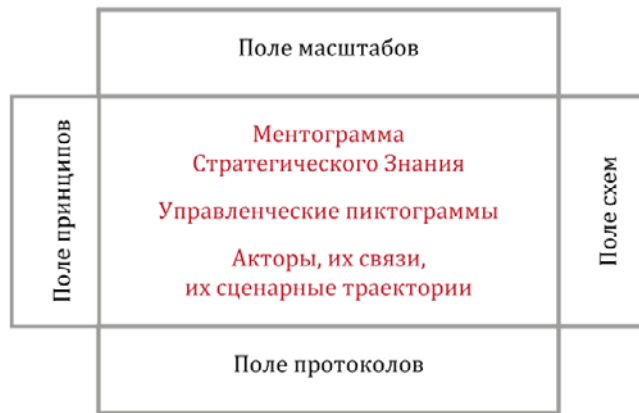 Поле масштабов
Поле принципов
Ментограмма
Стратегического Знания
Управленческие пиктограммы
Акторы, их связи,
их сценарные траектории
Поле схем
Поле протоколов